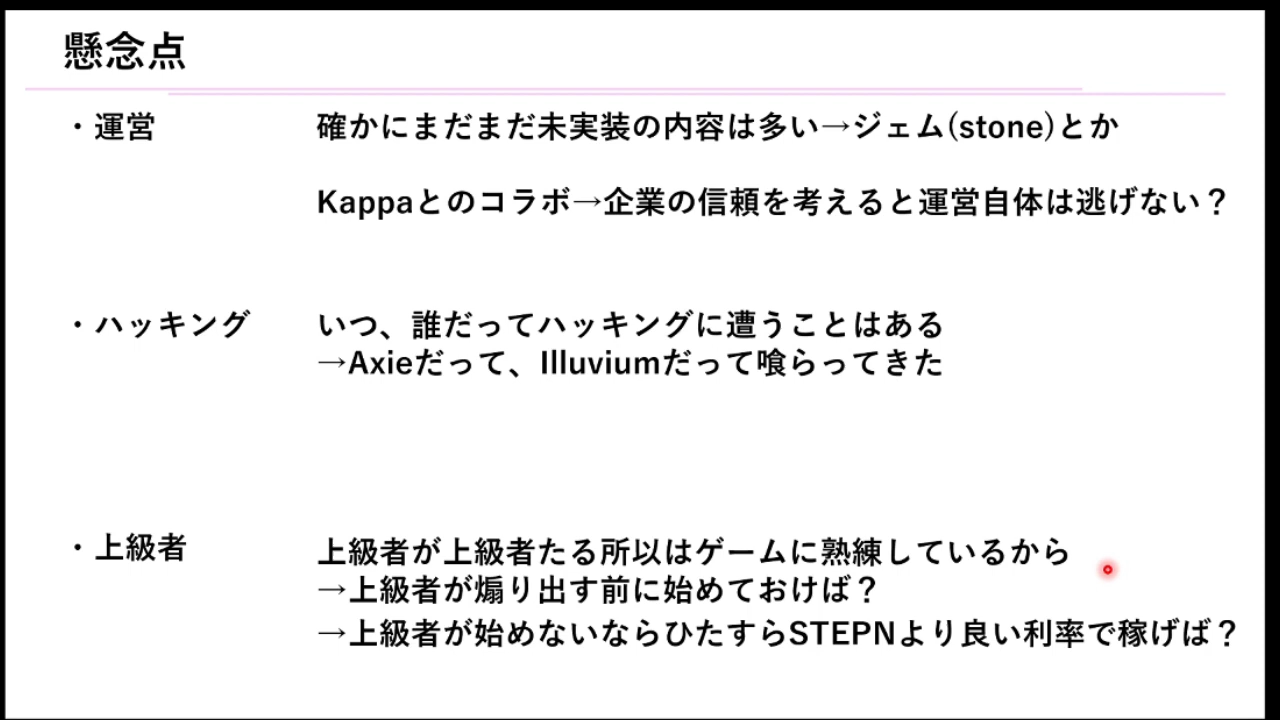 懸念点
・運営
確かにまだまだ未実装の内容は多い→ジェム(stone)とか
Kappaとのコラボ→企業の信頼を考えると運営自体は逃げない？
・ハッキング
いつ、誰だってハッキングに遭うことはある
→Axieだって、Illuviumだって喰らってきた
・上級者
上級者が上級者たる所以はゲームに熟練しているから
→上級者が煽り出す前に始めておけば？
→上級者が始めないならひたすらSTEPNより良い利率で稼げば？